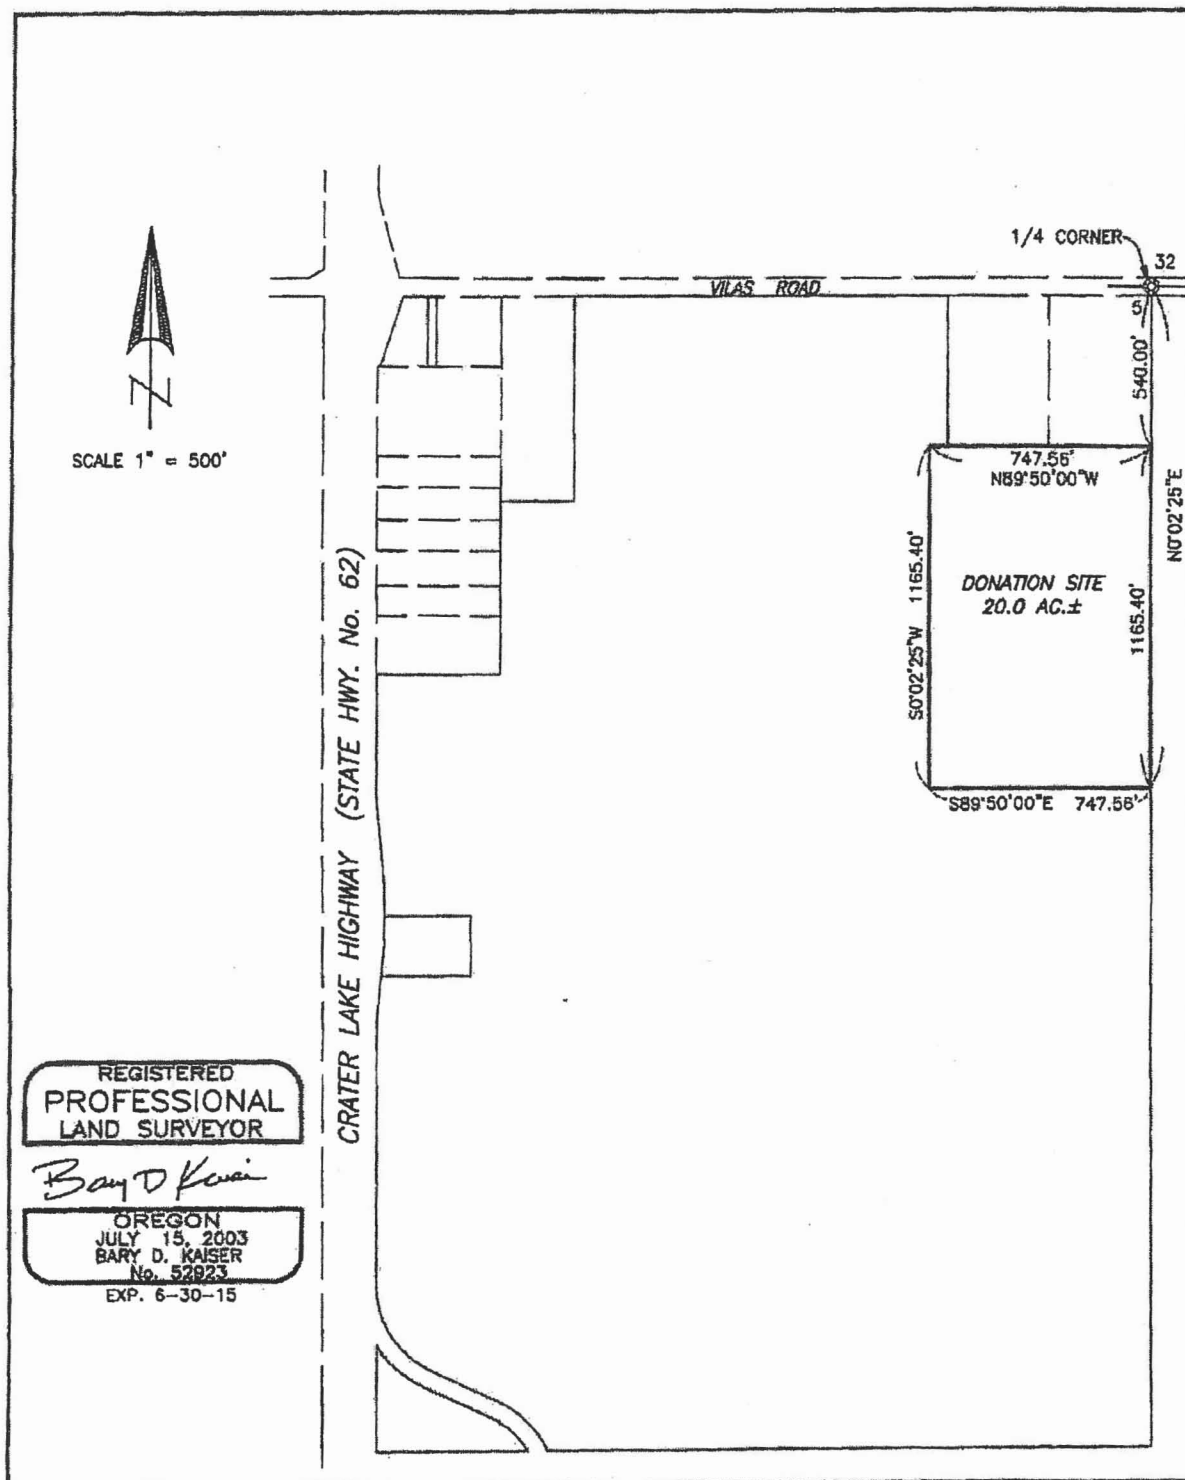 1/4 CORNER
32
VILAS ROAD
5
540.00'
N
SCALE 1" = 500'
747.56'
N89°50'00"W
N0°02'25"E
DONATION SITE
20.0 AC.±
S0°02'25"W 1165.40'
1165.40'
S89°50'00"E 747.56'
CRATER LAKE HIGHWAY (STATE HWY. No. 62)
REGISTERED
PROFESSIONAL
LAND SURVEYOR
OREGON
JULY 15, 2003
BARY D. KAISER
No. 52923
EXP. 6-30-15